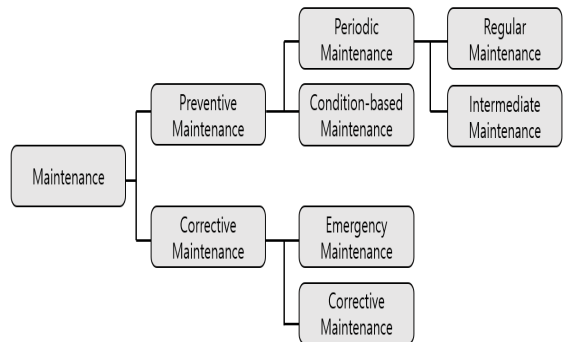 Periodic
Maintenance
Regular
Maintenance
Preventive
Maintenance
Condition-based
Maintenance
Intermediate
Maintenance
Maintenance
Corrective
Maintenance
Emergency
Maintenance
Corrective
Maintenance